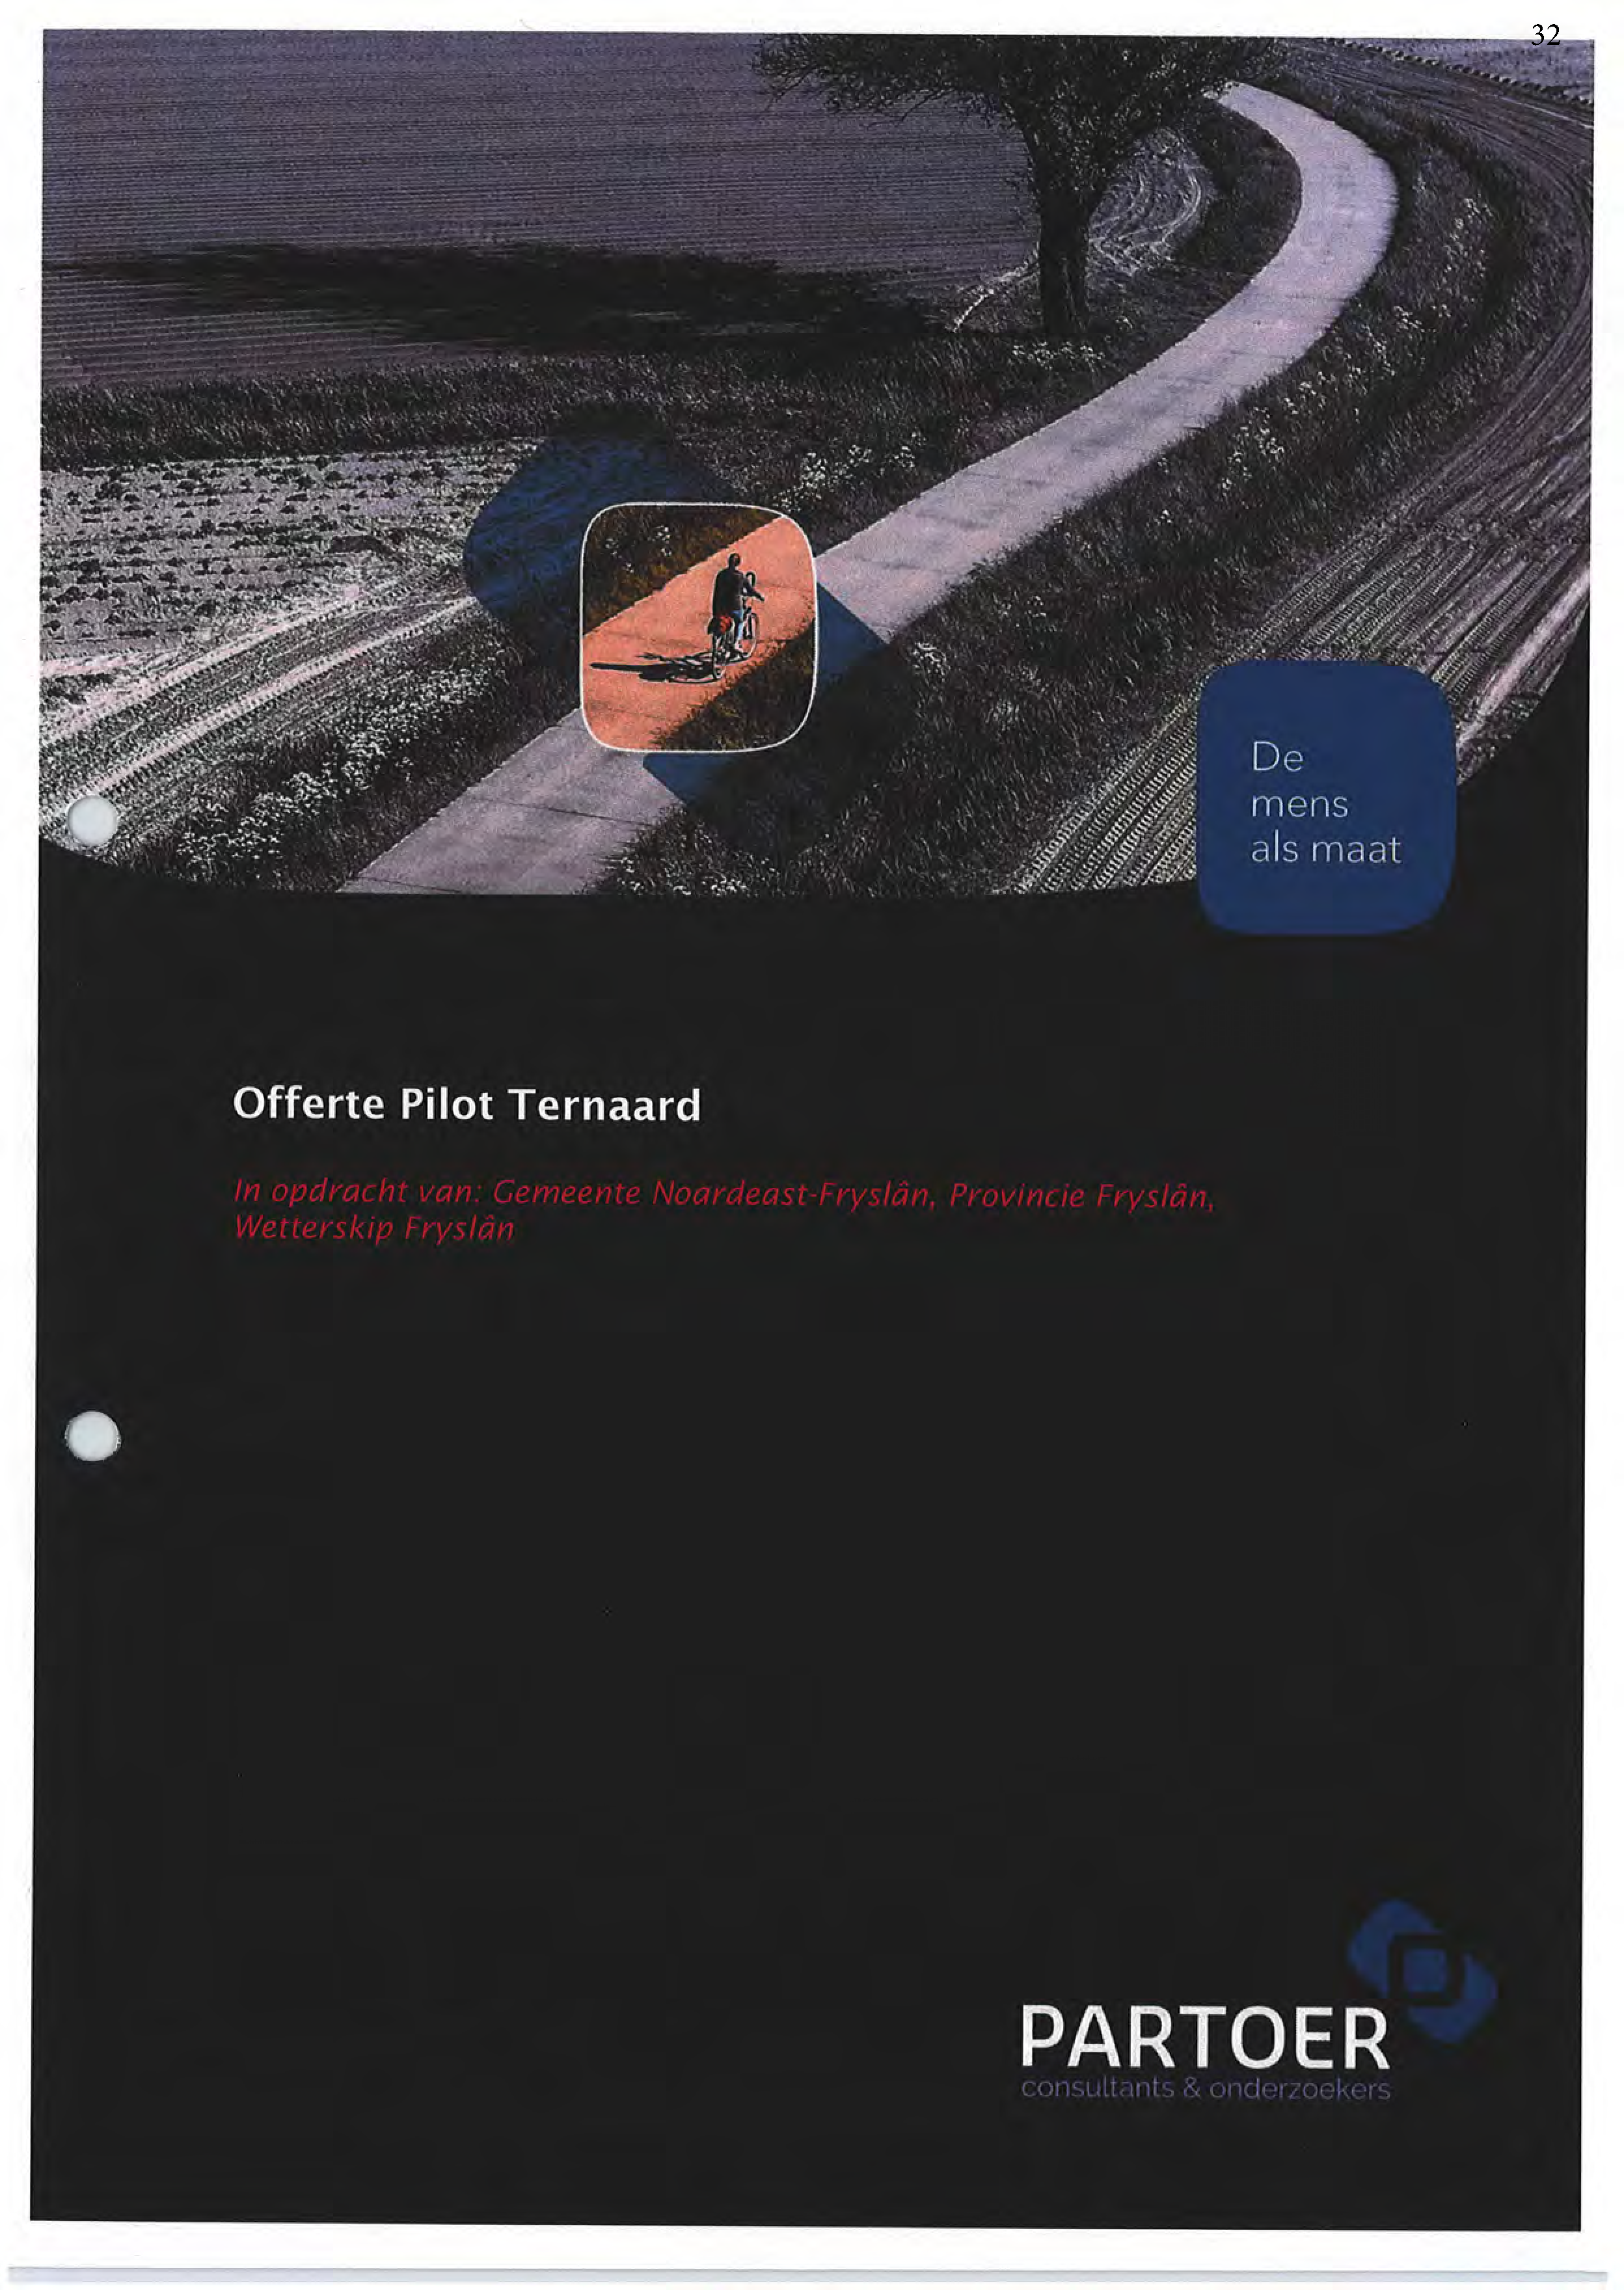 32
De
mens
als maat
Offerte Pilot Ternaard
In opdracht van: Gemeente Noardeast-Fryslân, Provincie Fryslân,
Wetterskip Fryslân
PARTOER
consultants & onderzoekers